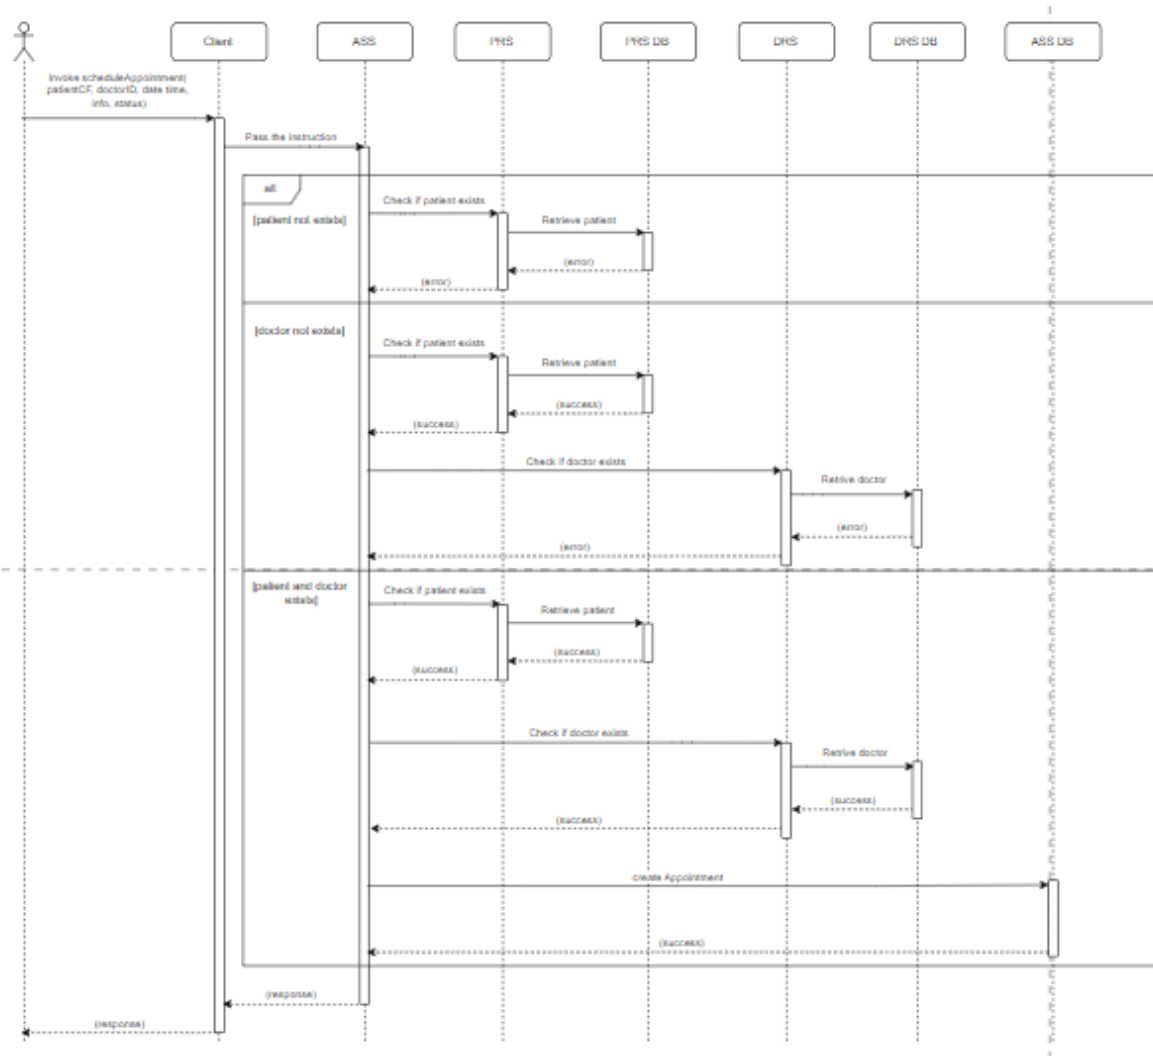 Client
ASS
PRS
PRS DB
DRS
DRS DB
ASS DB
Invoke scheduleAppointment(
patientCF, doctorID, date time,
info, status)
Pass the instruction
alt
[patient not exists]
Check if patient exists
Retrieve patient
(error)
(error)
[doctor not exists]
Check if patient exists
Retrieve patient
(success)
(success)
Check if doctor exists
Retrive doctor
(error)
(error)
[patient and doctor
exists]
Check if patient exists
Retrieve patient
(success)
(success)
Check if doctor exists
Retrive doctor
(success)
(success)
create Appointment
(success)
(response)
(response)